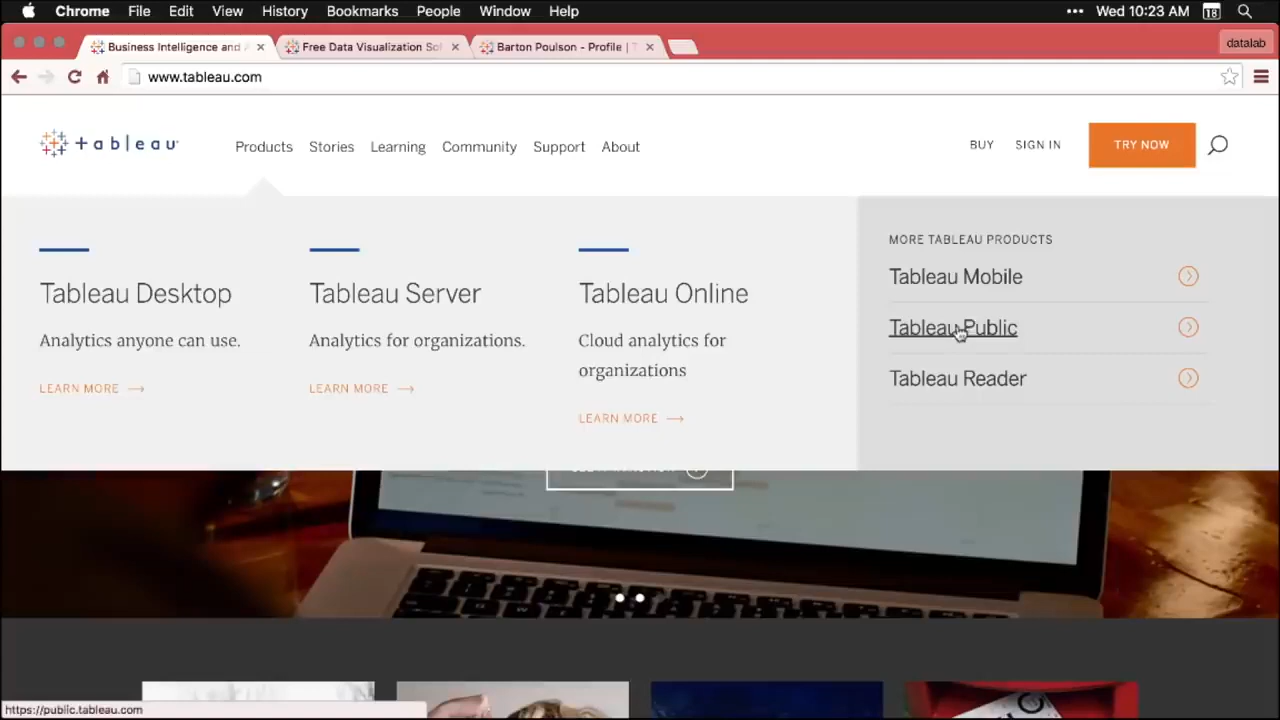 Chrome File Edit View History Bookmarks People Window Help
Wed 10:23 AM
18
Business Intelligence and A
Free Data Visualization Sof
Barton Poulson - Profile | T
datalab
www.tableau.com
tableau
Products Stories Learning Community Support About
BUY SIGN IN TRY NOW
Tableau Desktop
Analytics anyone can use.
LEARN MORE
Tableau Server
Analytics for organizations.
LEARN MORE
Tableau Online
Cloud analytics for
organizations
LEARN MORE
MORE TABLEAU PRODUCTS
Tableau Mobile
Tableau Public
Tableau Reader
https://public.tableau.com